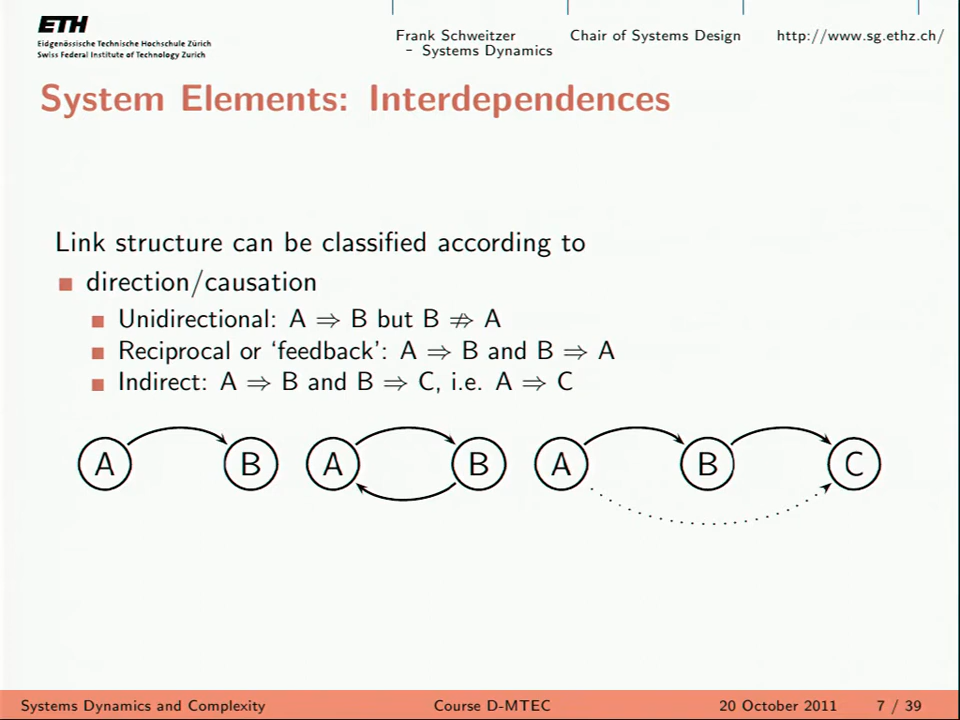 ETH
Eidgenössische Technische Hochschule Zürich
Swiss Federal Institute of Technology Zurich
Frank Schweitzer
– Systems Dynamics
Chair of Systems Design
http://www.sg.ethz.ch/
System Elements: Interdependences
Link structure can be classified according to
direction/causation
Unidirectional: A ⇒ B but B ⇏ A
Reciprocal or ‘feedback’: A ⇒ B and B ⇒ A
Indirect: A ⇒ B and B ⇒ C, i.e. A ⇒ C
A B A B A B C
Systems Dynamics and Complexity Course D-MTEC 20 October 2011 7 / 39